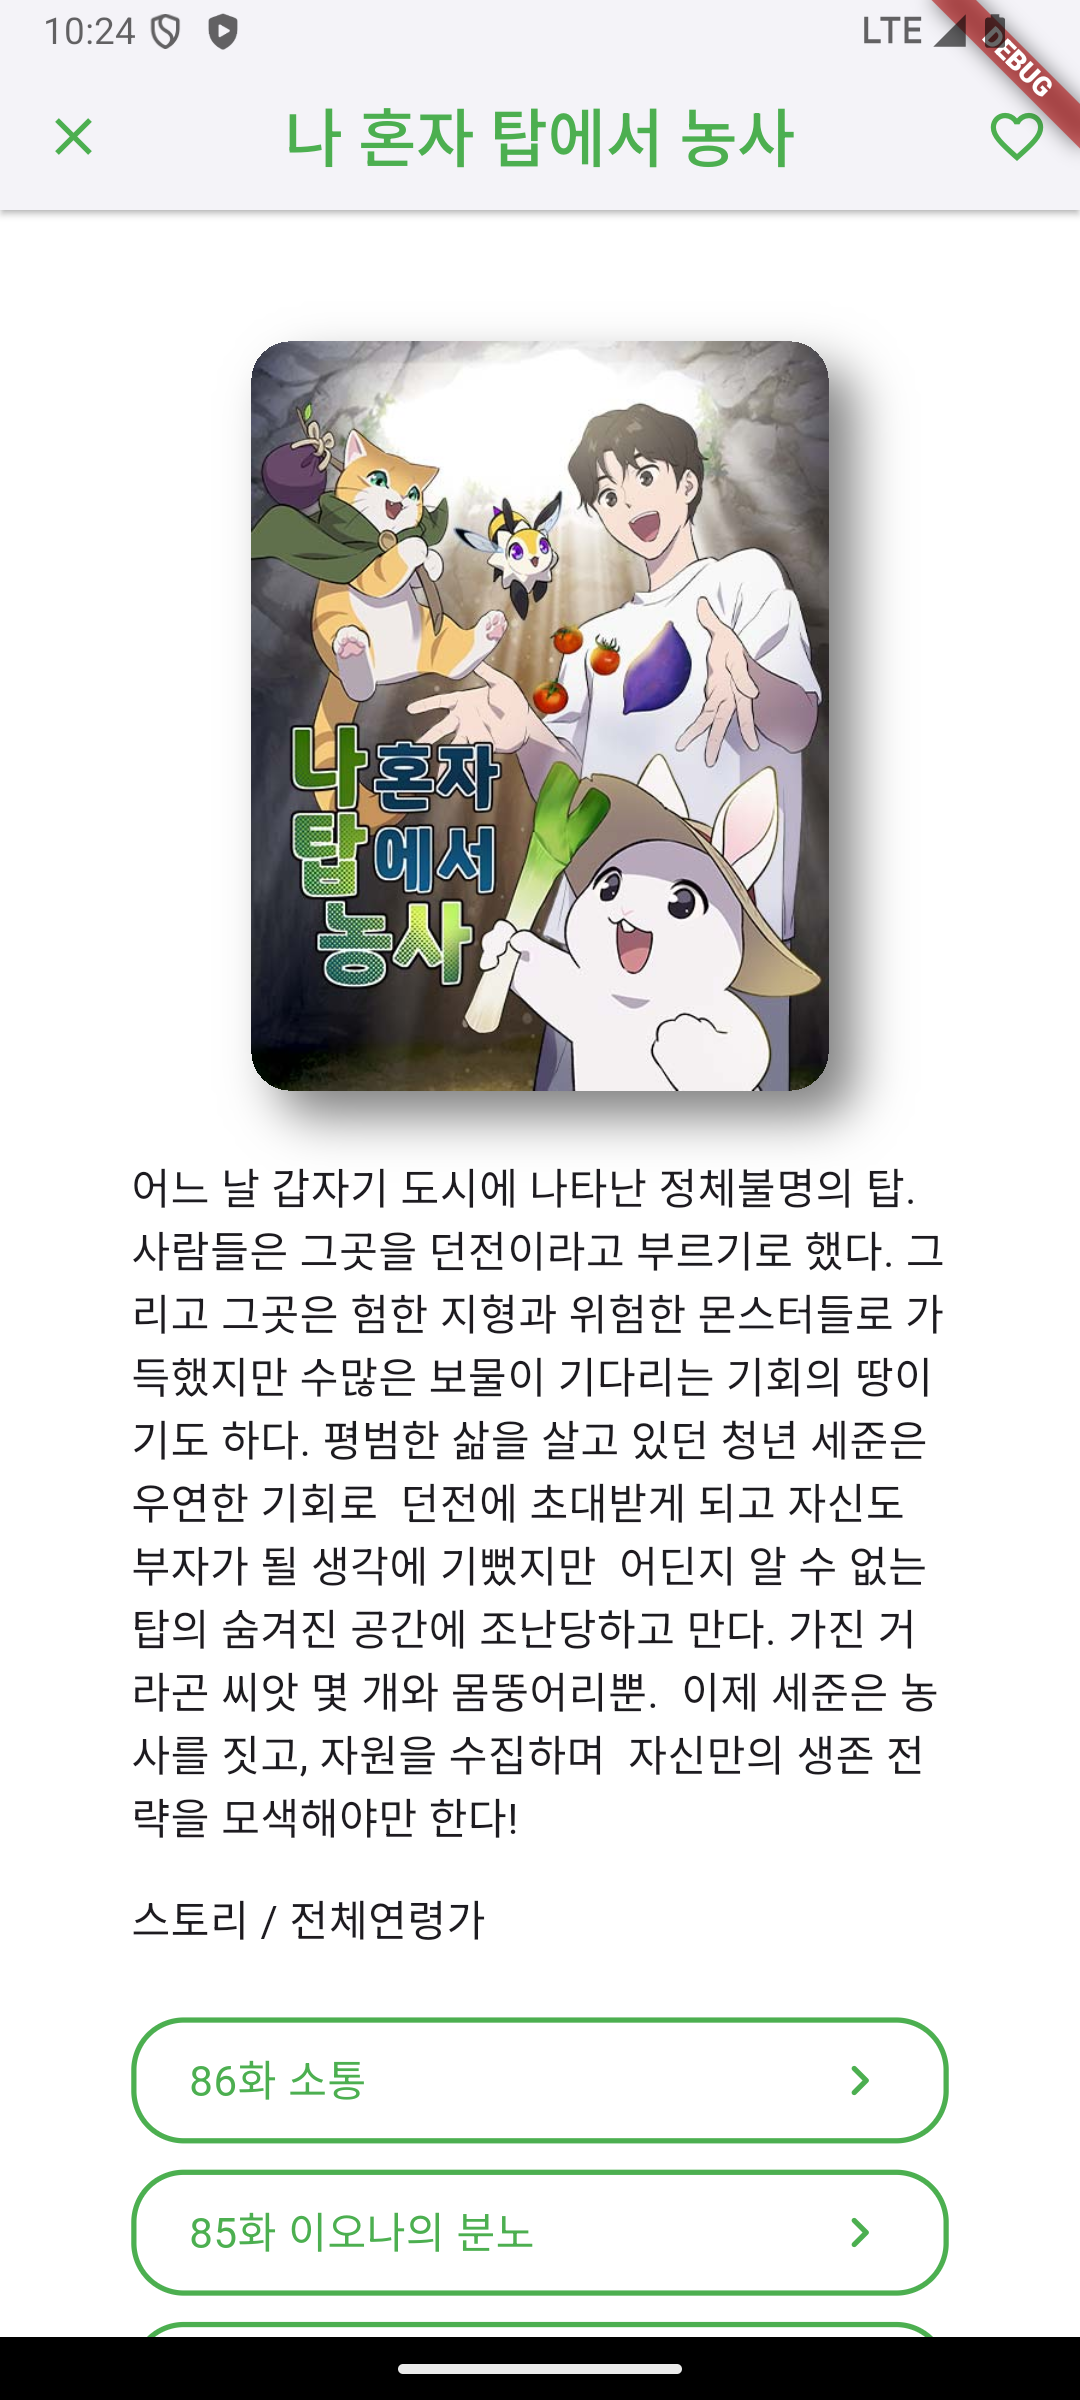 10:24
LTE
DEBUG
나 혼자 탑에서 농사
나 혼자
탑에서
농사
어느 날 갑자기 도시에 나타난 정체불명의 탑.
사람들은 그곳을 던전이라고 부르기로 했다. 그
리고 그곳은 험한 지형과 위험한 몬스터들로 가
득했지만 수많은 보물이 기다리는 기회의 땅이
기도 하다. 평범한 삶을 살고 있던 청년 세준은
우연한 기회로  던전에 초대받게 되고 자신도
부자가 될 생각에 기뻤지만  어딘지 알 수 없는
탑의 숨겨진 공간에 조난당하고 만다. 가진 거
라곤 씨앗 몇 개와 몸뚱어리뿐.  이제 세준은 농
사를 짓고, 자원을 수집하며  자신만의 생존 전
략을 모색해야만 한다!
스토리 / 전체연령가
86화 소통
85화 이오나의 분노